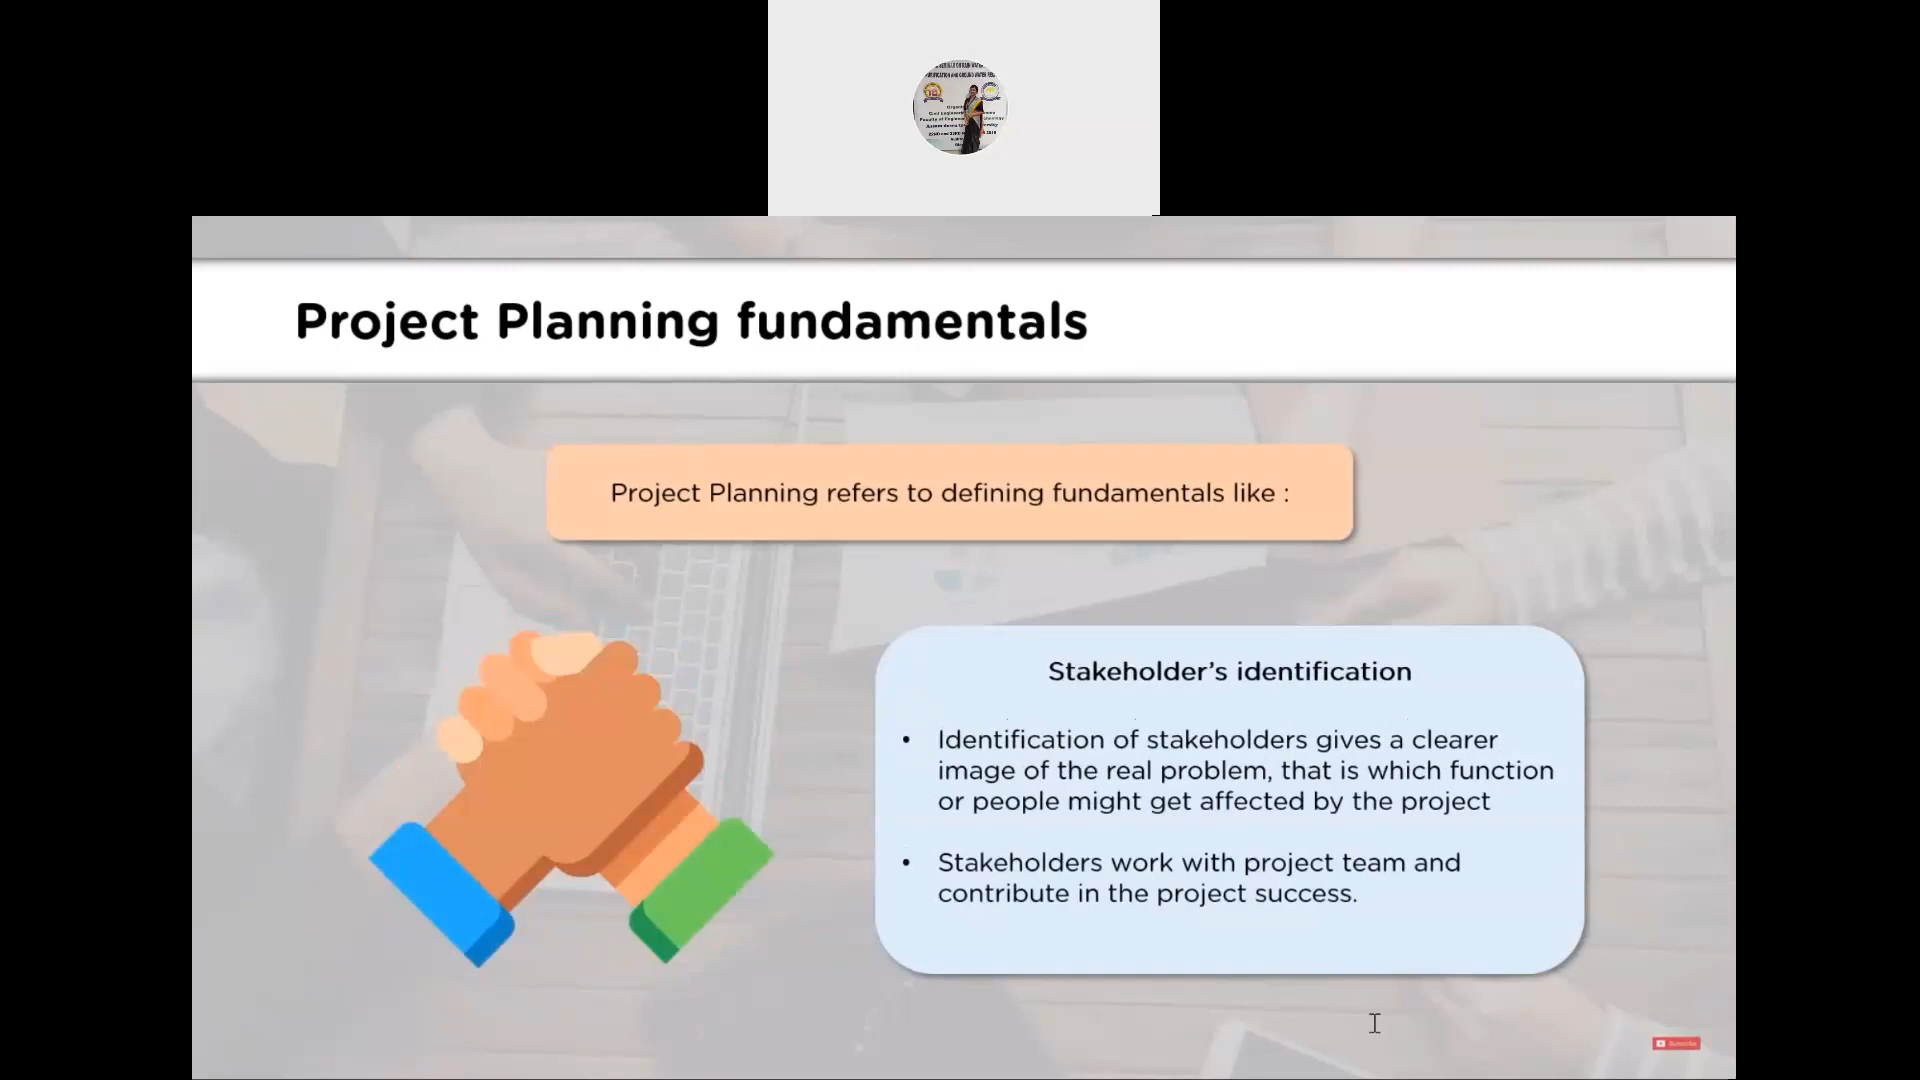 Project Planning fundamentals
Project Planning refers to defining fundamentals like :
Stakeholder’s identification
• Identification of stakeholders gives a clearer
image of the real problem, that is which function
or people might get affected by the project
• Stakeholders work with project team and
contribute in the project success.
Subscribe